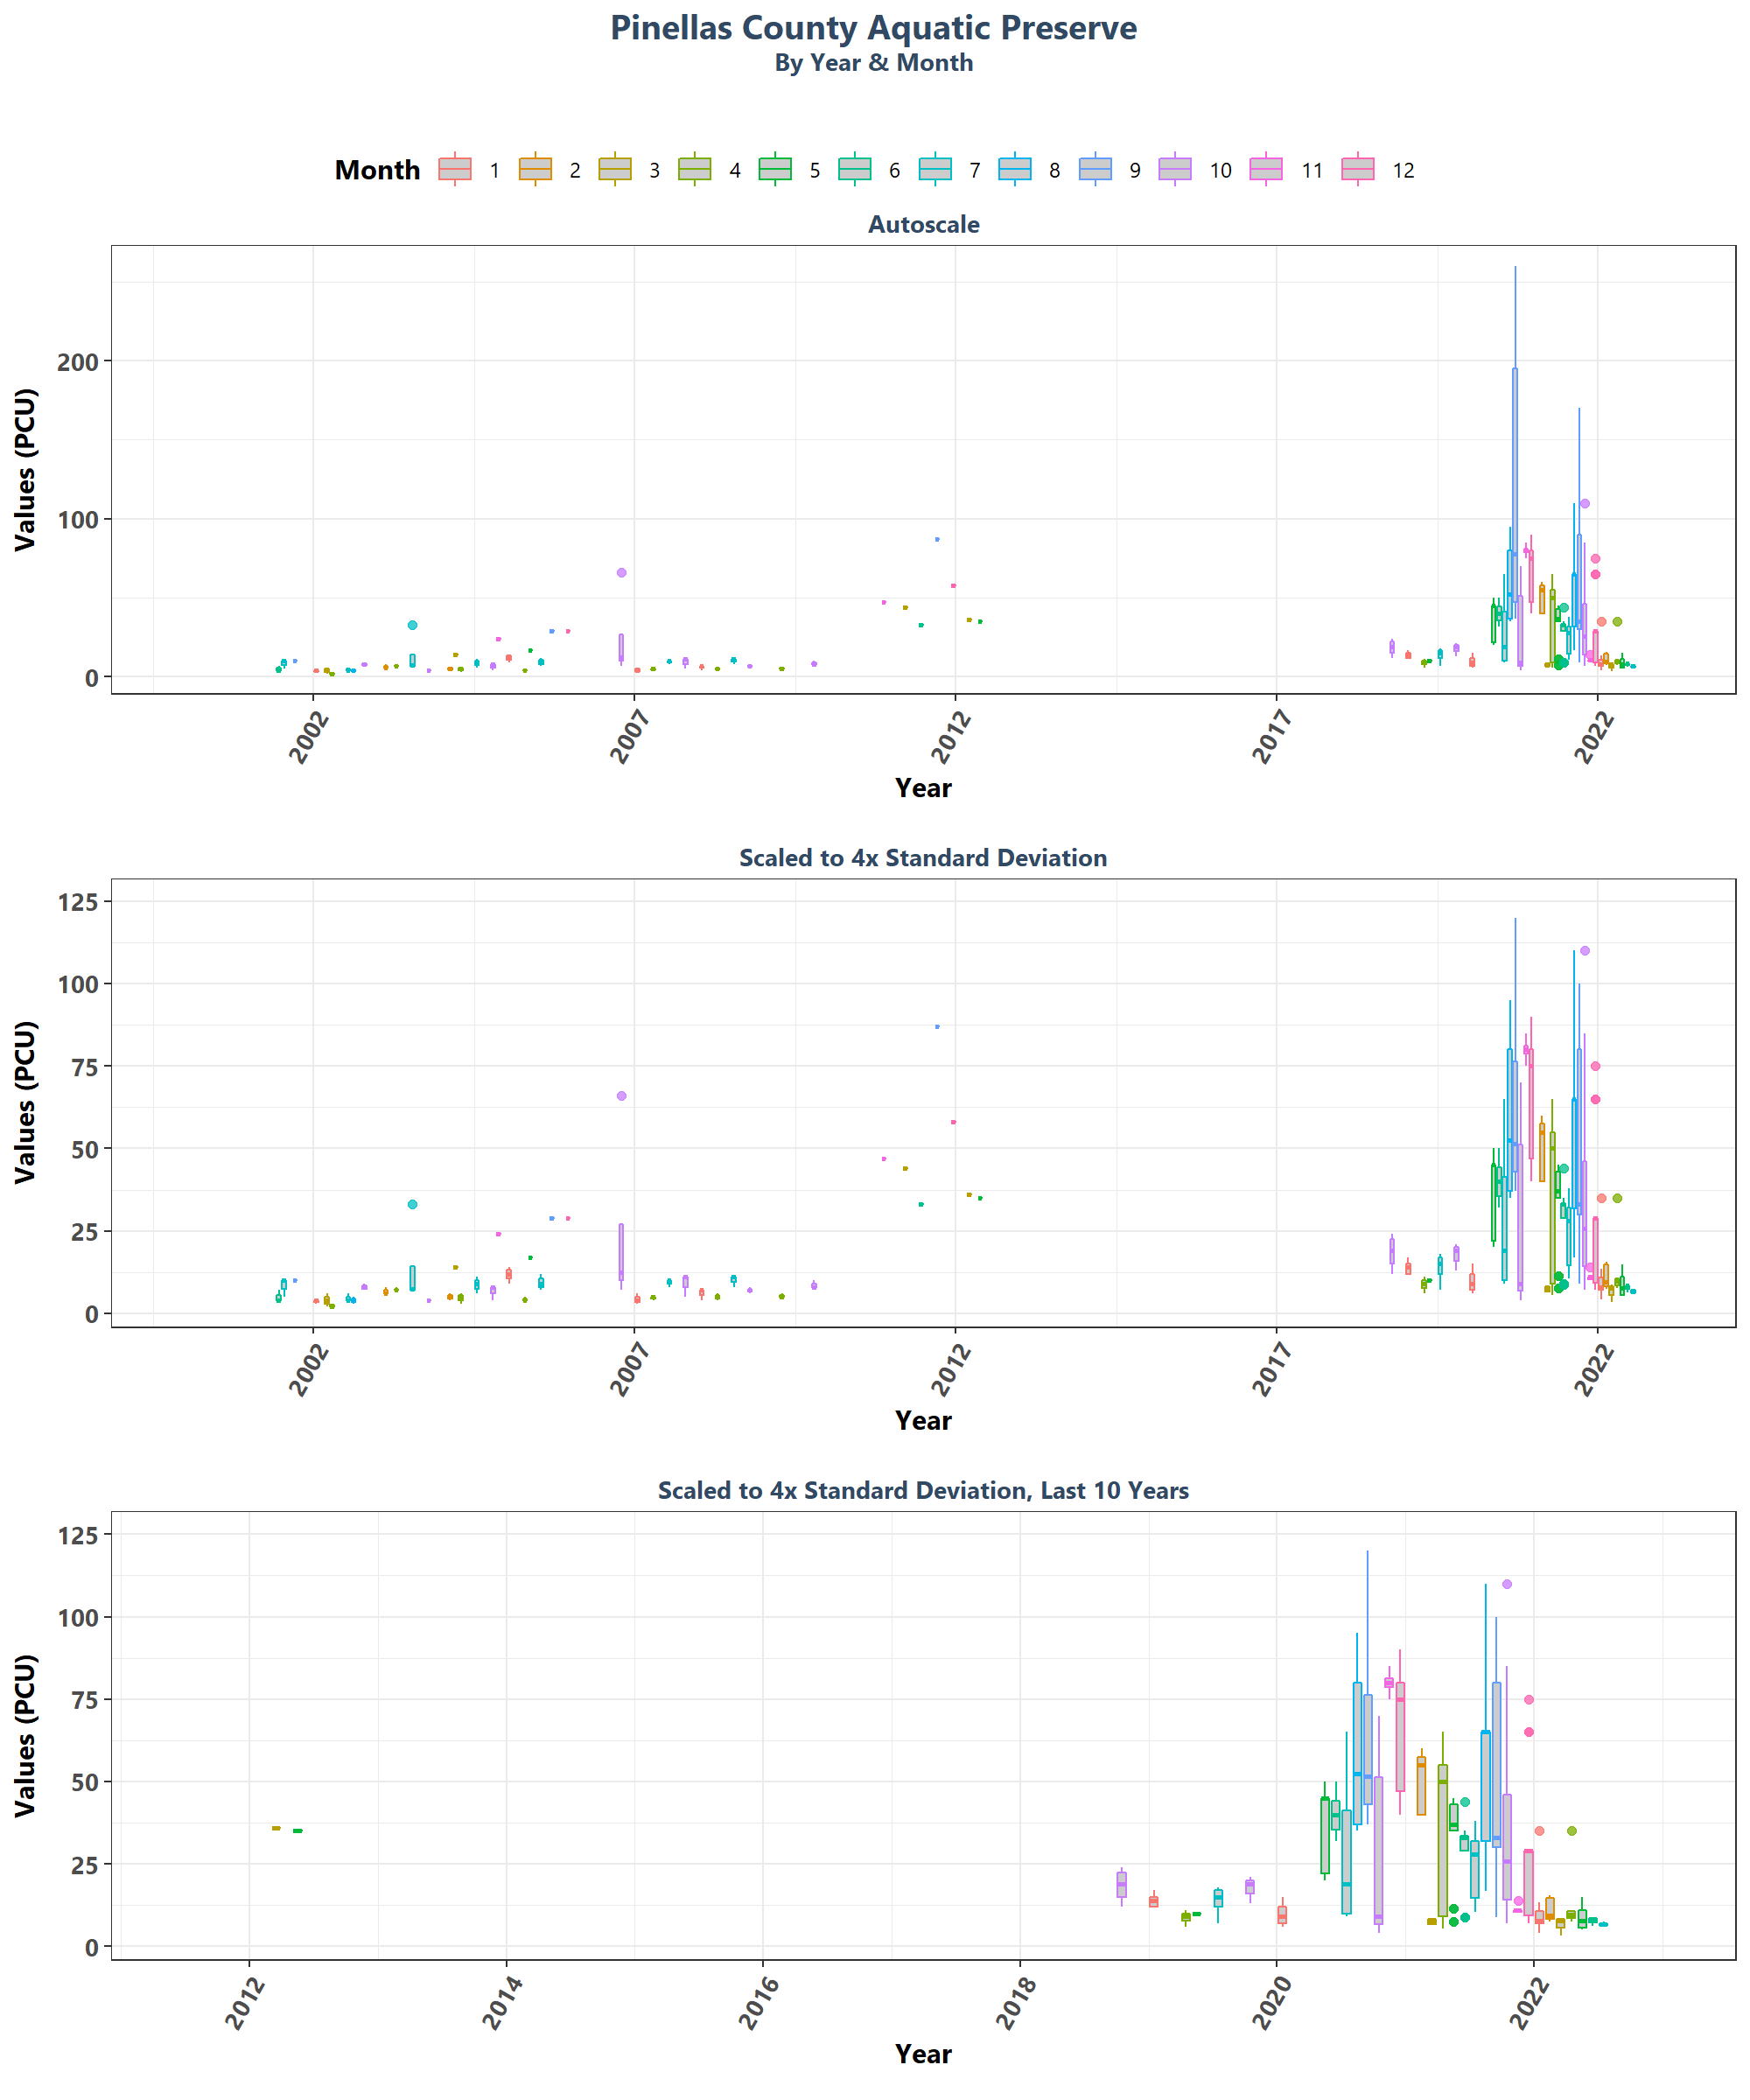 Pinellas County Aquatic Preserve
By Year & Month
Month 1 2 3 4 5 6 7 8 9 10 11 12
Autoscale
Values (PCU)
200
100
0
2002 2007 2012 2017 2022
Year
Scaled to 4x Standard Deviation
Values (PCU)
125
100
75
50
25
0
2002 2007 2012 2017 2022
Year
Scaled to 4x Standard Deviation, Last 10 Years
Values (PCU)
125
100
75
50
25
0
2012 2014 2016 2018 2020 2022
Year